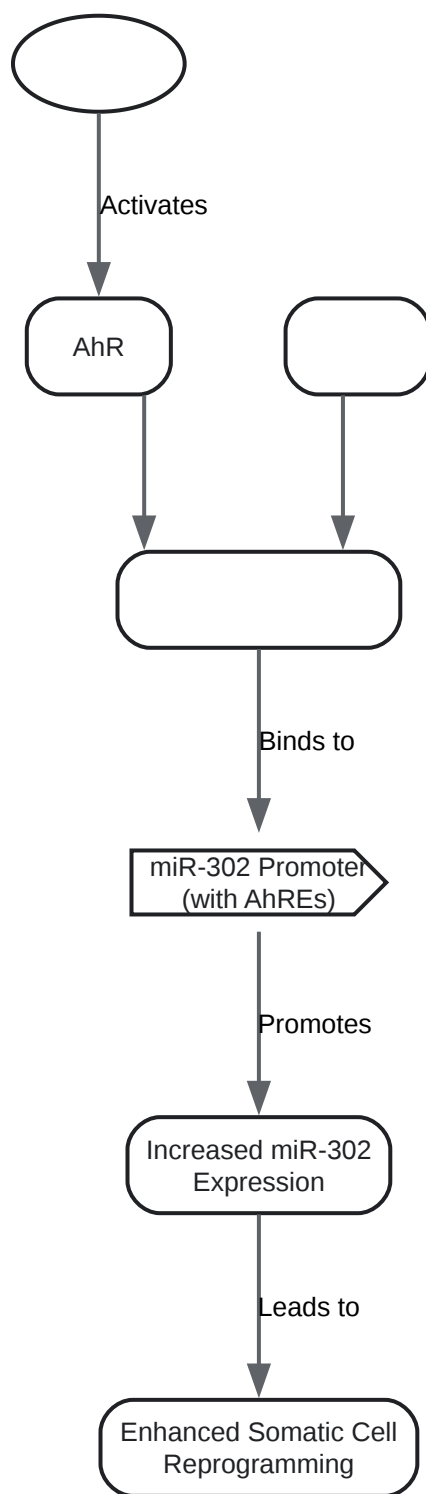 Activates
AhR
Binds to
miR-302 Promoter
(with AhREs)
Promotes
Increased miR-302
Expression
Leads to
Enhanced Somatic Cell
Reprogramming